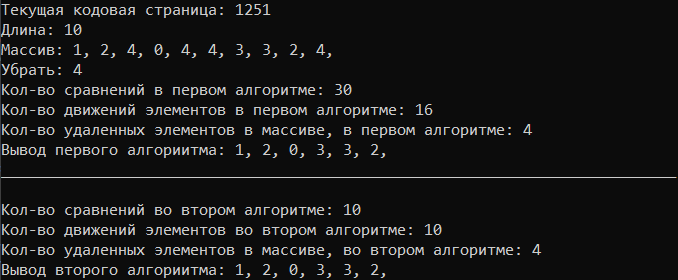 Текущая кодовая страница: 1251
Длина: 10
Массив: 1, 2, 4, 0, 4, 4, 3, 3, 2, 4,
Убрать: 4
Кол-во сравнений в первом алгоритме: 30
Кол-во движений элементов в первом алгоритме: 16
Кол-во удаленных элементов в массиве, в первом алгоритме: 4
Вывод первого алгориитма: 1, 2, 0, 3, 3, 2,
Кол-во сравнений во втором алгоритме: 10
Кол-во движений элементов во втором алгоритме: 10
Кол-во удаленных элементов в массиве, во втором алгоритме: 4
Вывод второго алгориитма: 1, 2, 0, 3, 3, 2,